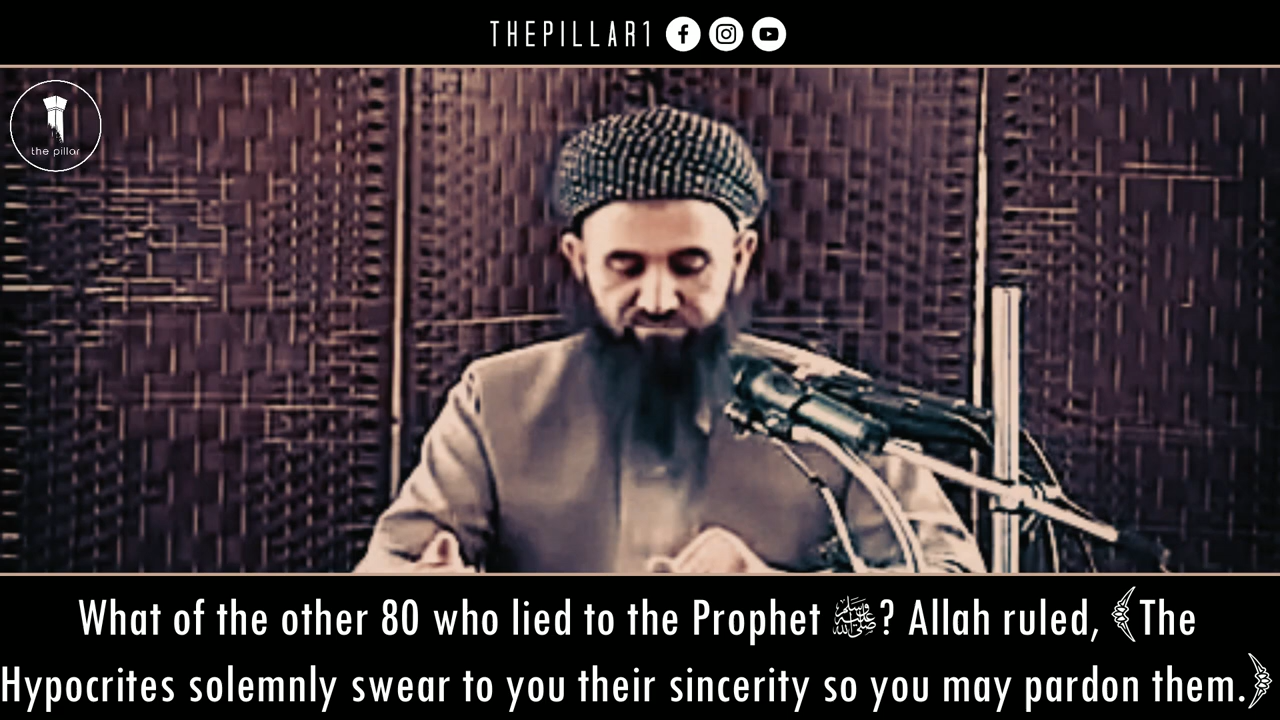 THEPILLAR1
the pillar
What of the other 80 who lied to the Prophet ﷺ? Allah ruled, ﴾The
Hypocrites solemnly swear to you their sincerity so you may pardon them.﴿